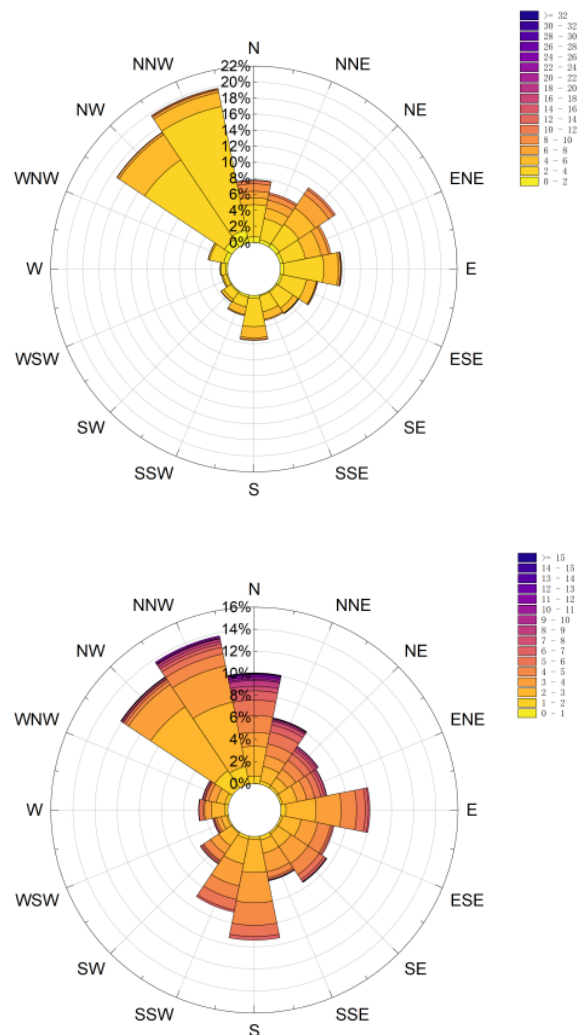 >= 32
30 - 32
28 - 30
26 - 28
24 - 26
22 - 24
20 - 22
18 - 20
16 - 18
14 - 16
12 - 14
10 - 12
8 - 10
6 - 8
4 - 6
2 - 4
0 - 2
N
NNE
NE
ENE
E
ESE
SE
SSE
S
SSW
SW
WSW
W
WNW
NW
NNW
22%
20%
18%
16%
14%
12%
10%
8%
6%
4%
2%
0%
>= 15
14 - 15
13 - 14
12 - 13
11 - 12
10 - 11
9 - 10
8 - 9
7 - 8
6 - 7
5 - 6
4 - 5
3 - 4
2 - 3
1 - 2
0 - 1
N
NNE
NE
ENE
E
ESE
SE
SSE
S
SSW
SW
WSW
W
WNW
NW
NNW
16%
14%
12%
10%
8%
6%
4%
2%
0%